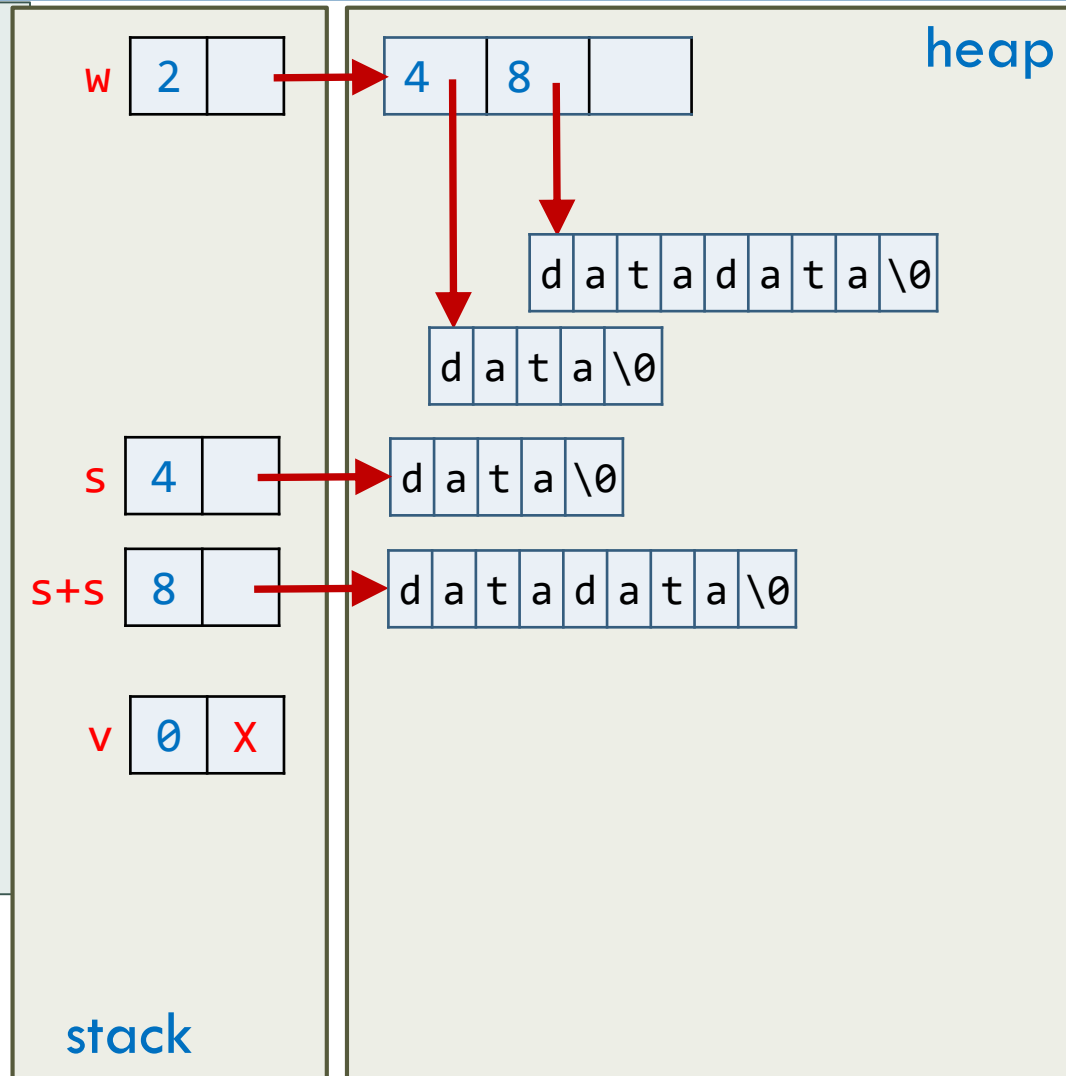 heap
w 2 4 8
d a t a d a t a \0
d a t a \0
s 4 d a t a \0
s+s 8 d a t a d a t a \0
v 0 X
stack